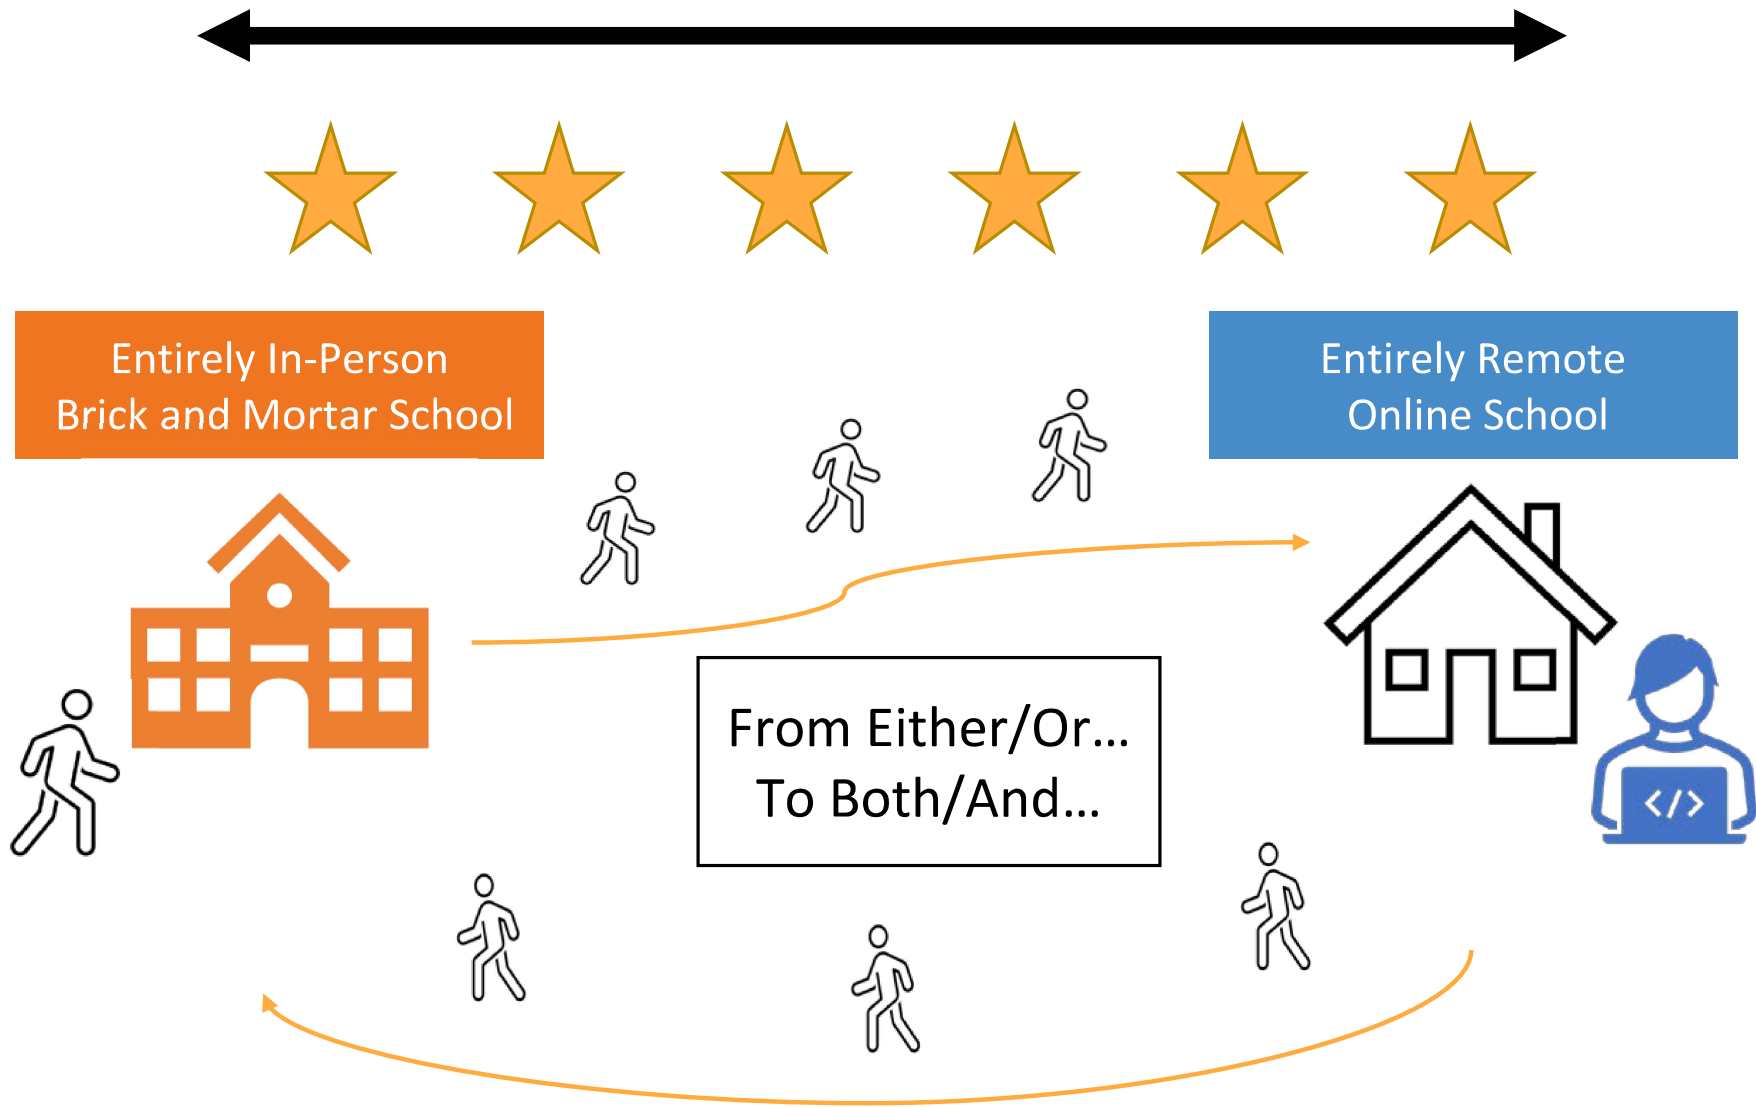 Entirely In-Person
Brick and Mortar School
Entirely Remote
Online School
From Either/Or...
To Both/And...
</>